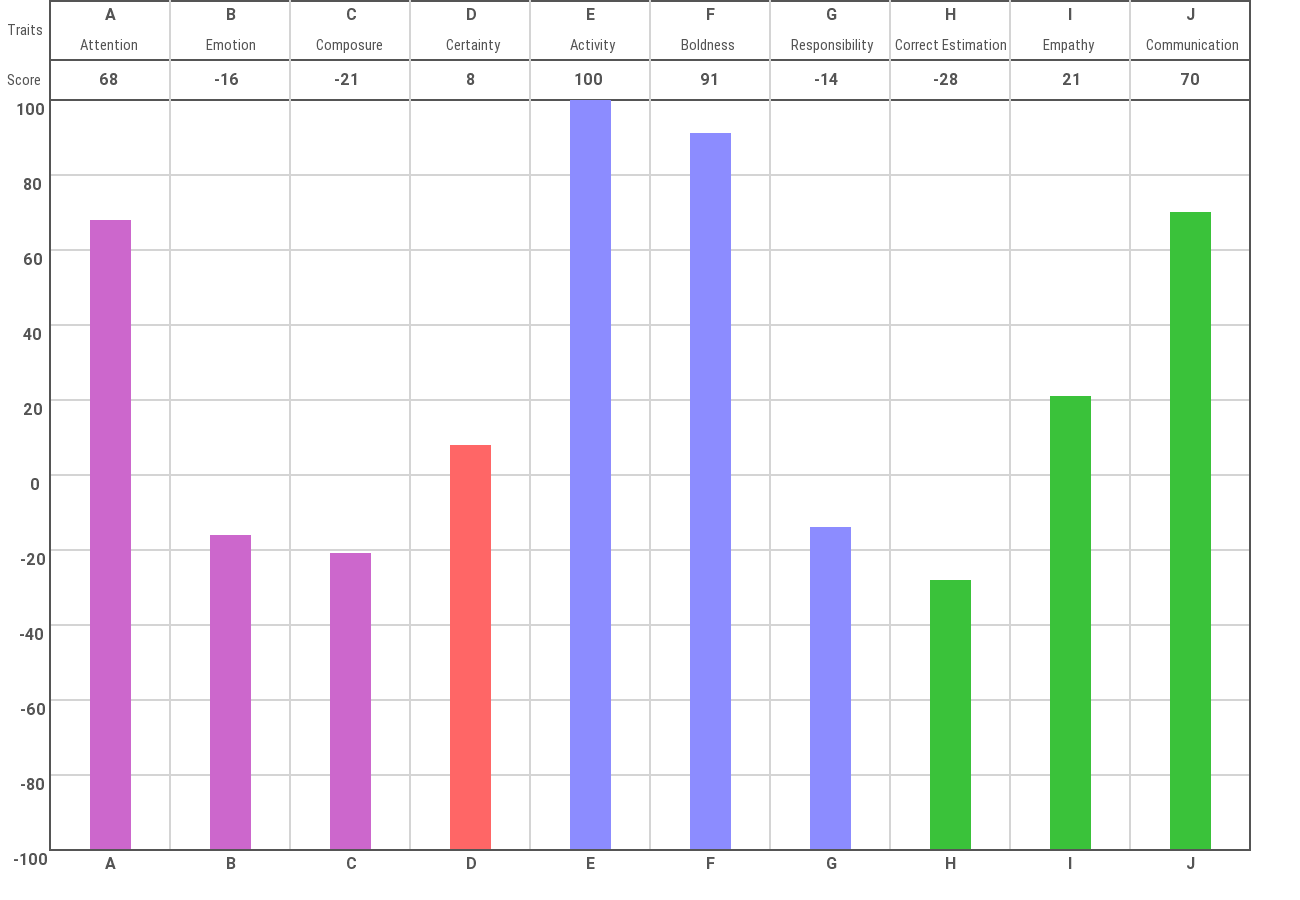 A B C D E F G H I J
Traits
Attention Emotion Composure Certainty Activity Boldness Responsibility Correct Estimation Empathy Communication
Score 68 -16 -21 8 100 91 -14 -28 21 70
100
80
60
40
20
0
-20
-40
-60
-80
-100
A B C D E F G H I J